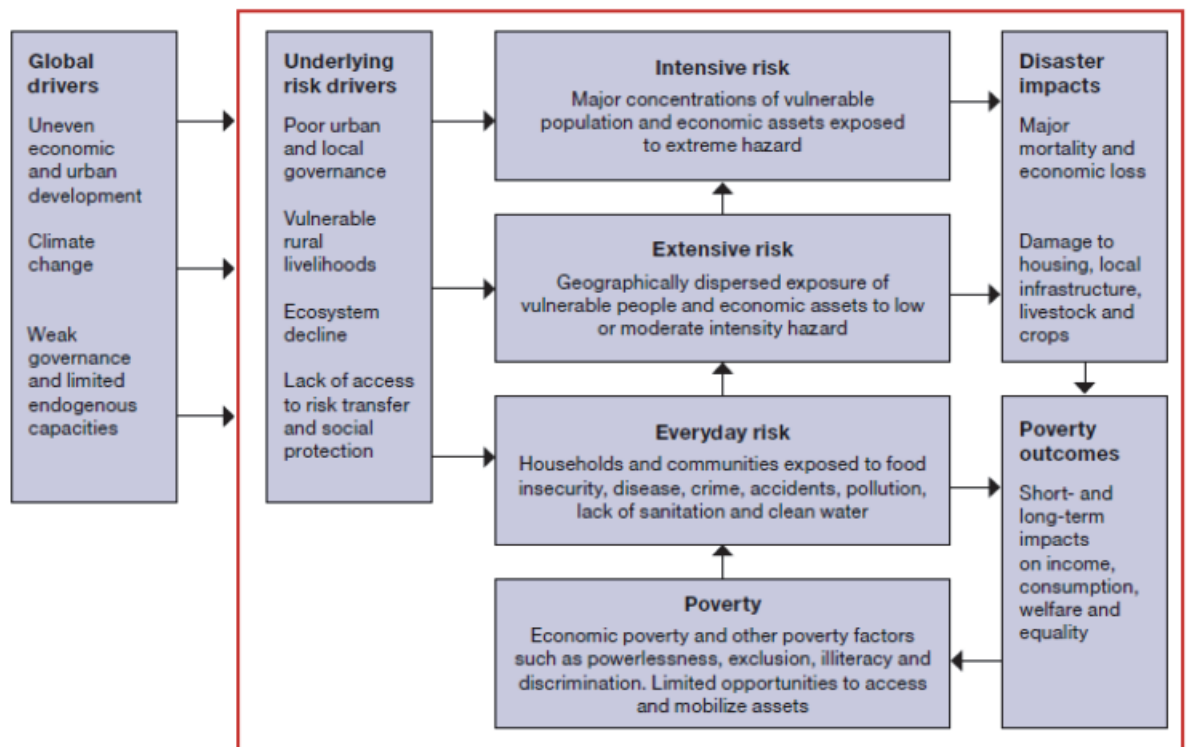 Global
drivers
Uneven
economic
and urban
development
Climate
change
Weak
governance
and limited
endogenous
capacities
Underlying
risk drivers
Poor urban
and local
governance
Vulnerable
rural
livelihoods
Ecosystem
decline
Lack of access
to risk transfer
and social
protection
Intensive risk
Major concentrations of vulnerable
population and economic assets exposed
to extreme hazard
Extensive risk
Geographically dispersed exposure of
vulnerable people and economic assets to low
or moderate intensity hazard
Everyday risk
Households and communities exposed to food
insecurity, disease, crime, accidents, pollution,
lack of sanitation and clean water
Poverty
Economic poverty and other poverty factors
such as powerlessness, exclusion, illiteracy and
discrimination. Limited opportunities to access
and mobilize assets
Disaster
impacts
Major
mortality and
economic loss
Damage to
housing, local
infrastructure,
livestock and
crops
Poverty
outcomes
Short- and
long-term
impacts
on income,
consumption,
welfare and
equality